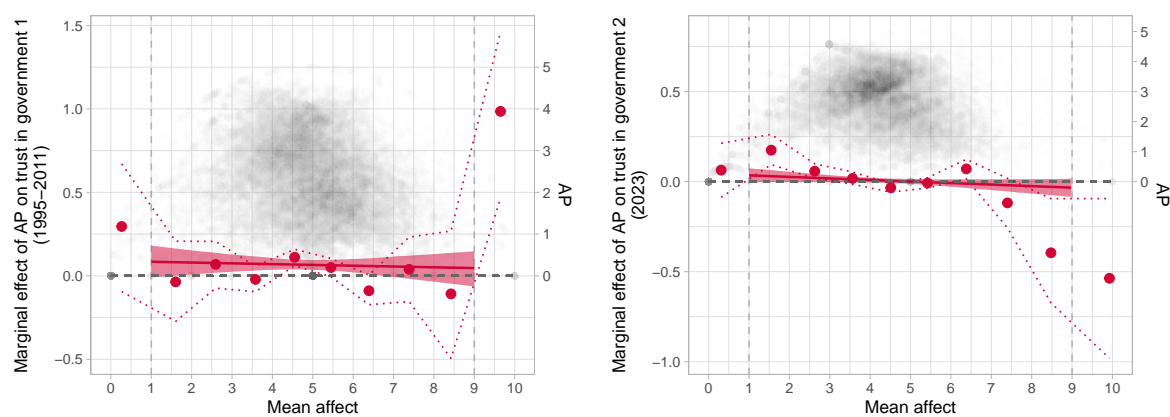 Marginal effect of AP on trust in government 1
(1995−2011)
1.5
1.0
0.5
0.0
−0.5
5
4
3
2
1
0
AP
0 1 2 3 4 5 6 7 8 9 10
Mean affect
Marginal effect of AP on trust in government 2
(2023)
0.5
0.0
−0.5
−1.0
5
4
3
2
1
0
AP
0 1 2 3 4 5 6 7 8 9 10
Mean affect